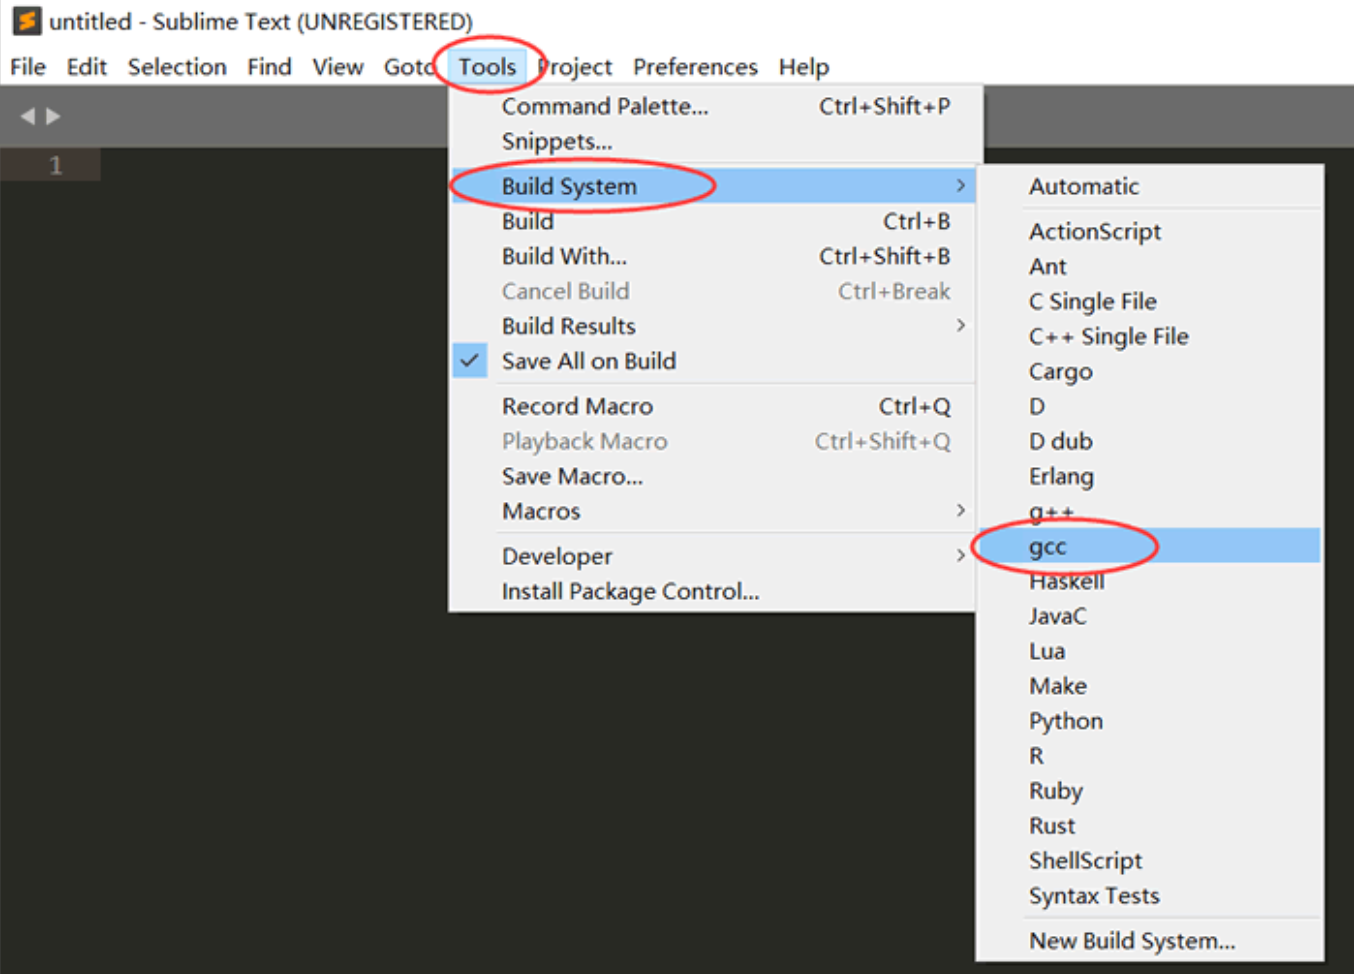 untitled - Sublime Text (UNREGISTERED)
File Edit Selection Find View Goto Tools Project Preferences Help
Command Palette... Ctrl+Shift+P
Snippets...
Build System
Build Ctrl+B
Build With... Ctrl+Shift+B
Cancel Build Ctrl+Break
Build Results
Save All on Build
Record Macro Ctrl+Q
Playback Macro Ctrl+Shift+Q
Save Macro...
Macros
Developer
Install Package Control...
1
Automatic
ActionScript
Ant
C Single File
C++ Single File
Cargo
D
D dub
Erlang
g++
gcc
Haskell
JavaC
Lua
Make
Python
R
Ruby
Rust
ShellScript
Syntax Tests
New Build System...